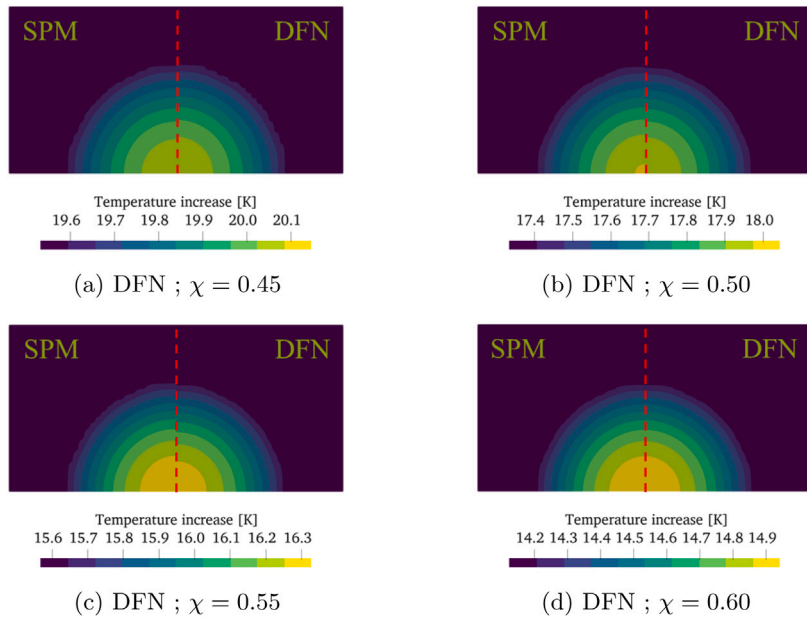 SPM DFN
Temperature increase [K]
19.6 19.7 19.8 19.9 20.0 20.1
(a) DFN ; χ = 0.45
SPM DFN
Temperature increase [K]
17.4 17.5 17.6 17.7 17.8 17.9 18.0
(b) DFN ; χ = 0.50
SPM DFN
Temperature increase [K]
15.6 15.7 15.8 15.9 16.0 16.1 16.2 16.3
(c) DFN ; χ = 0.55
SPM DFN
Temperature increase [K]
14.2 14.3 14.4 14.5 14.6 14.7 14.8 14.9
(d) DFN ; χ = 0.60